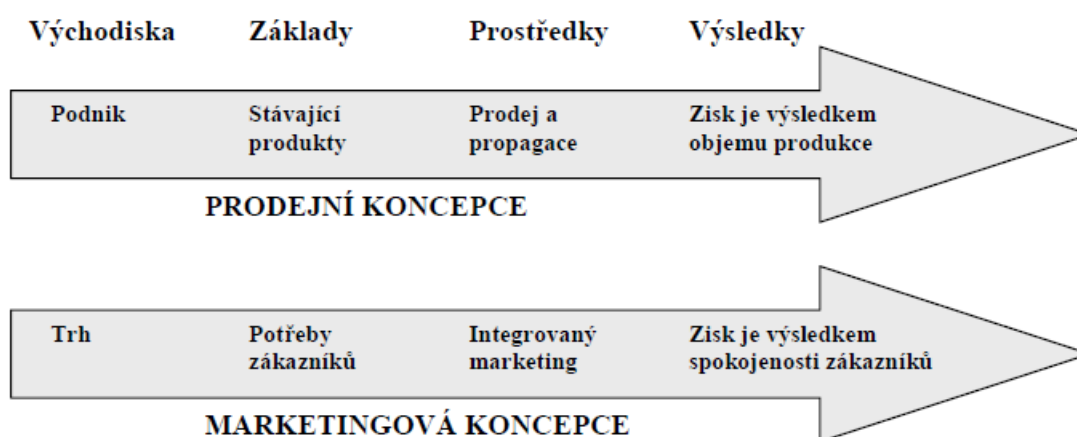 Východiska Základy Prostředky Výsledky
Podnik Stávající Prodej a Zisk je výsledkem
produkty propagace objemu produkce
PRODEJNÍ KONCEPCE
Trh Potřeby Integrovaný Zisk je výsledkem
zákazníků marketing spokojenosti zákazníků
MARKETINGOVÁ KONCEPCE